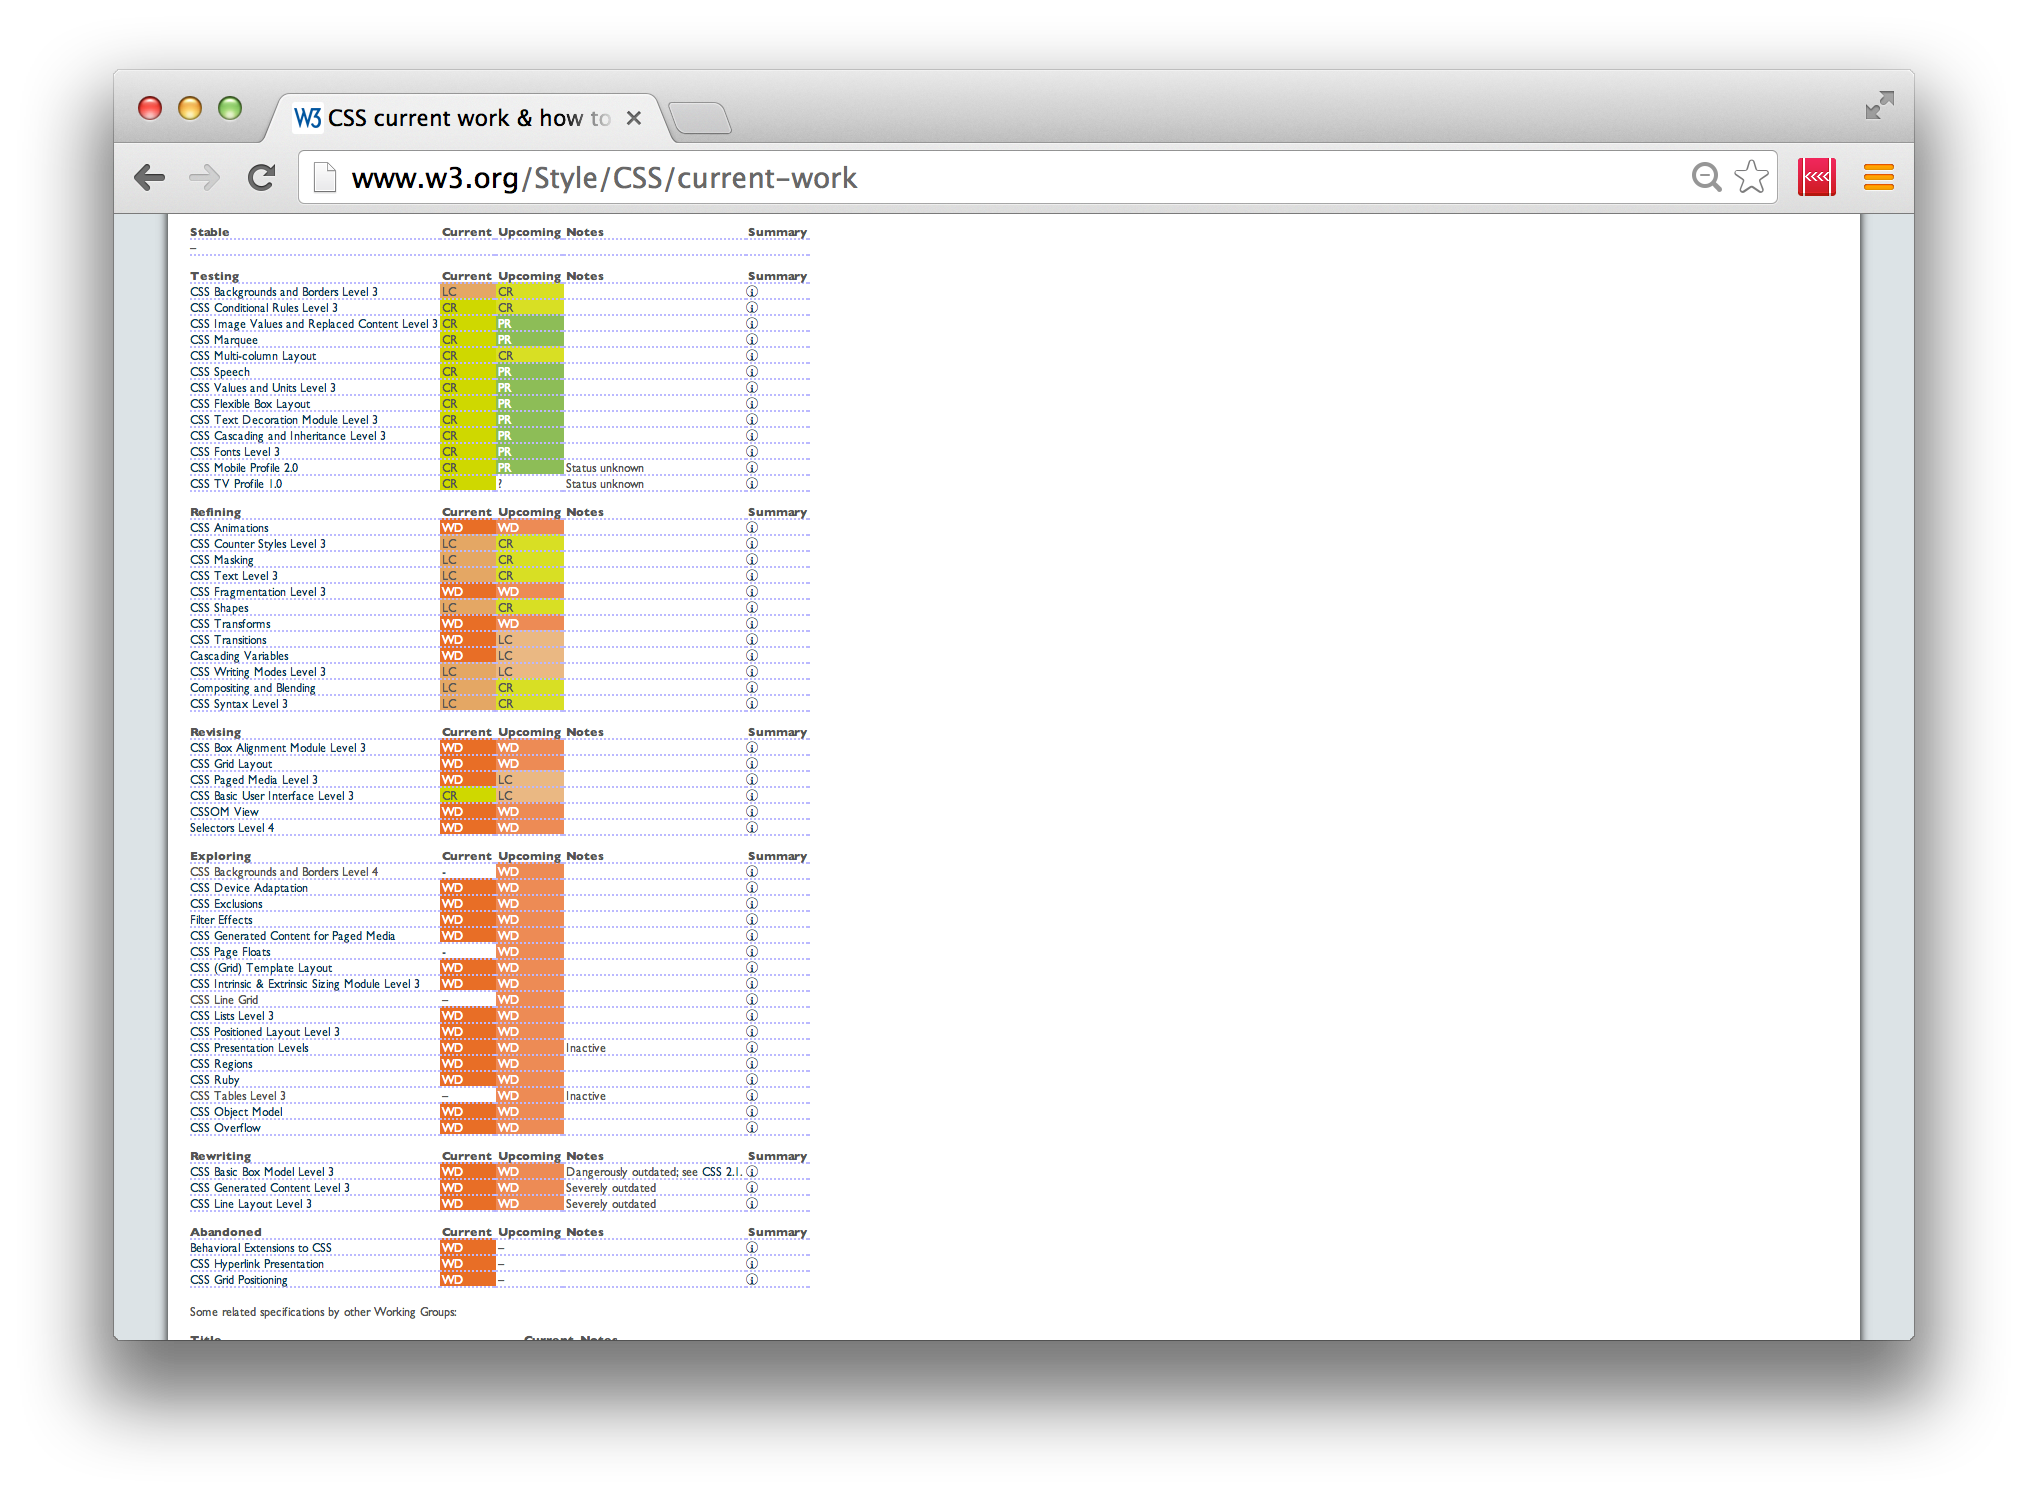 W3 CSS current work & how to
www.w3.org/Style/CSS/current-work
Stable Current Upcoming Notes Summary
–
Testing Current Upcoming Notes Summary
CSS Backgrounds and Borders Level 3 LC CR
CSS Conditional Rules Level 3 CR CR
CSS Image Values and Replaced Content Level 3 CR PR
CSS Marquee CR PR
CSS Multi-column Layout CR CR
CSS Speech CR PR
CSS Values and Units Level 3 CR PR
CSS Flexible Box Layout CR PR
CSS Text Decoration Module Level 3 CR PR
CSS Cascading and Inheritance Level 3 CR PR
CSS Fonts Level 3 CR PR
CSS Mobile Profile 2.0 CR PR Status unknown
CSS TV Profile 1.0 CR ? Status unknown
Refining Current Upcoming Notes Summary
CSS Animations WD WD
CSS Counter Styles Level 3 LC CR
CSS Masking LC CR
CSS Text Level 3 LC CR
CSS Fragmentation Level 3 WD WD
CSS Shapes LC CR
CSS Transforms WD WD
CSS Transitions WD LC
Cascading Variables WD LC
CSS Writing Modes Level 3 LC LC
Compositing and Blending LC CR
CSS Syntax Level 3 LC CR
Revising Current Upcoming Notes Summary
CSS Box Alignment Module Level 3 WD WD
CSS Grid Layout WD WD
CSS Paged Media Level 3 WD LC
CSS Basic User Interface Level 3 CR LC
CSSOM View WD WD
Selectors Level 4 WD WD
Exploring Current Upcoming Notes Summary
CSS Backgrounds and Borders Level 4 - WD
CSS Device Adaptation WD WD
CSS Exclusions WD WD
Filter Effects WD WD
CSS Generated Content for Paged Media WD WD
CSS Page Floats - WD
CSS (Grid) Template Layout WD WD
CSS Intrinsic & Extrinsic Sizing Module Level 3 WD WD
CSS Line Grid – WD
CSS Lists Level 3 WD WD
CSS Positioned Layout Level 3 WD WD
CSS Presentation Levels WD WD Inactive
CSS Regions WD WD
CSS Ruby WD WD
CSS Tables Level 3 – WD Inactive
CSS Object Model WD WD
CSS Overflow WD WD
Rewriting Current Upcoming Notes Summary
CSS Basic Box Model Level 3 WD WD Dangerously outdated; see CSS 2.1.
CSS Generated Content Level 3 WD WD Severely outdated
CSS Line Layout Level 3 WD WD Severely outdated
Abandoned Current Upcoming Notes Summary
Behavioral Extensions to CSS WD –
CSS Hyperlink Presentation WD –
CSS Grid Positioning WD –
Some related specifications by other Working Groups:
Title Current Notes